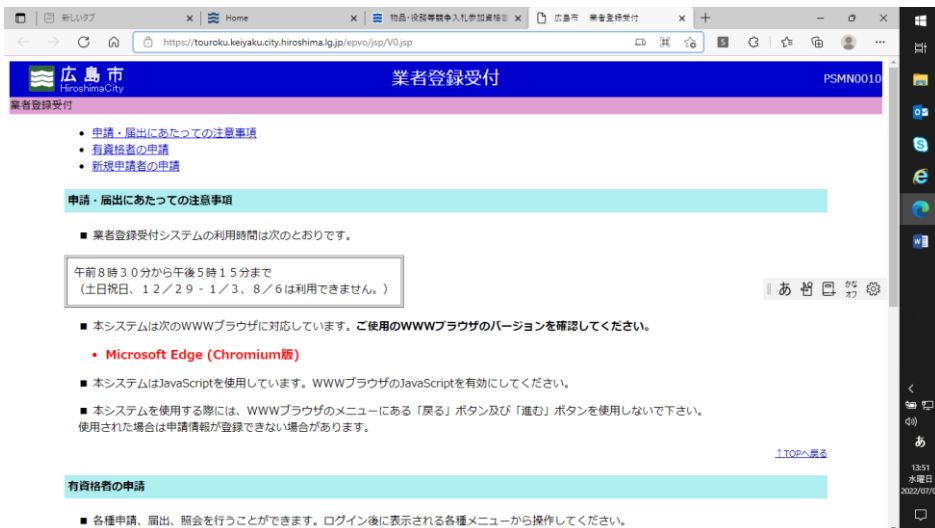 新しいタブ
Home
物品・役務等競争入札参加資格
広島市 業者登録受付
https://touroku.keiyaku.city.hiroshima.lg.jp/epvo/jsp/V0.jsp
広島市
HiroshimaCity
業者登録受付
PSMN0010
業者登録受付
• 申請・届出にあたっての注意事項
• 有資格者の申請
• 新規申請者の申請
申請・届出にあたっての注意事項
■ 業者登録受付システムの利用時間は次のとおりです。
午前8時30分から午後5時15分まで
(土日祝日、12/29-1/3、8/6は利用できません。)
あ
かな
オフ
■ 本システムは次のWWWブラウザに対応しています。ご使用のWWWブラウザのバージョンを確認してください。
• Microsoft Edge (Chromium版)
■ 本システムはJavaScriptを使用しています。WWWブラウザのJavaScriptを有効にしてください。
■ 本システムを使用する際には、WWWブラウザのメニューにある「戻る」ボタン及び「進む」ボタンを使用しないで下さい。
使用された場合は申請情報が登録できない場合があります。
↑TOPへ戻る
有資格者の申請
■ 各種申請、届出、照会を行うことができます。ログイン後に表示される各種メニューから操作してください。
あ
13:51
水曜日
2022/07/